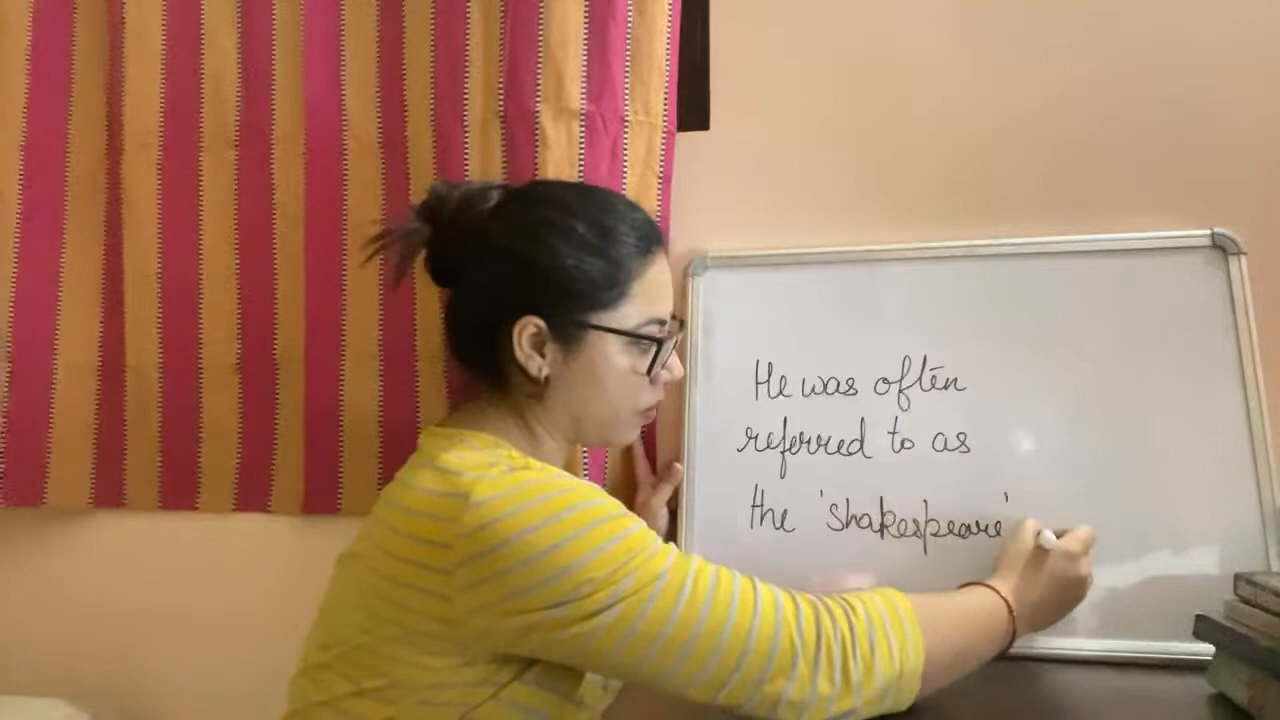 He was often
referred to as
the 'shakespeare'